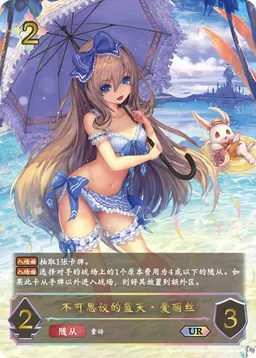 2
入场曲 抽取1张卡牌。
入场曲 选择对手的战场上的1个原本费用为4或以下的随从。如
果此卡从手牌以外进入战场，则将其放置到额外区。
不可思议的蓝天·爱丽丝
2
随从
童话
UR
3